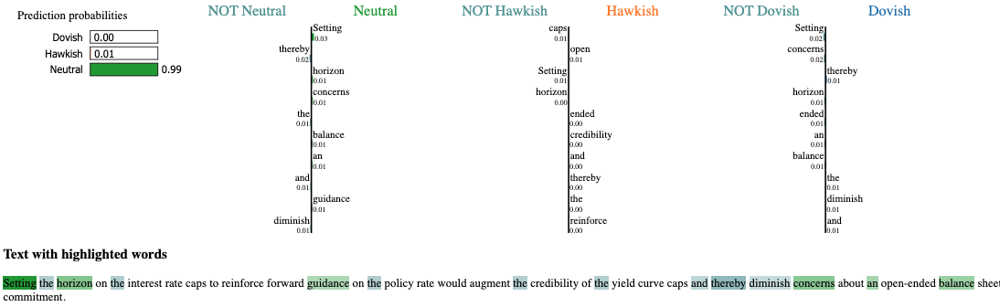 Prediction probabilities
Dovish 0.00
Hawkish 0.01
Neutral 0.99
NOT Neutral Neutral
Setting
0.03
thereby
0.02
horizon
0.01
concerns
0.01
the
0.01
balance
0.01
an
0.01
and
0.01
guidance
0.01
diminish
0.01
NOT Hawkish Hawkish
caps
0.01
open
0.01
Setting
0.01
horizon
0.00
ended
0.00
credibility
0.00
and
0.00
thereby
0.00
the
0.00
reinforce
0.00
NOT Dovish Dovish
Setting
0.02
concerns
0.02
thereby
0.01
horizon
0.01
ended
0.01
an
0.01
balance
0.01
the
0.01
diminish
0.01
and
0.01
Text with highlighted words
Setting the horizon on the interest rate caps to reinforce forward guidance on the policy rate would augment the credibility of the yield curve caps and thereby diminish concerns about an open-ended balance sheet
commitment.